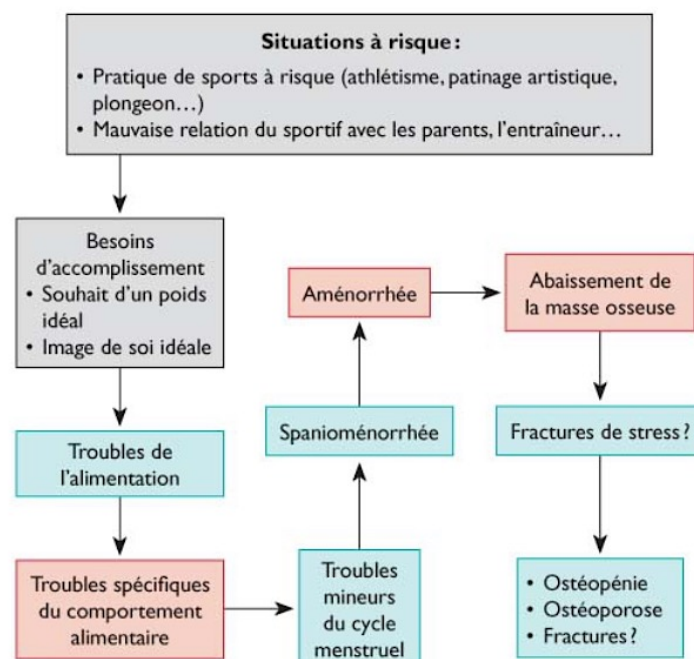 Situations à risque :
• Pratique de sports à risque (athlétisme, patinage artistique,
plongeon…)
• Mauvaise relation du sportif avec les parents, l’entraîneur…
Besoins
d’accomplissement
• Souhait d’un poids
idéal
• Image de soi idéale
Troubles de
l’alimentation
Troubles spécifiques
du comportement
alimentaire
Troubles
mineurs
du cycle
menstruel
Spanioménorrhée
Aménorrhée
Abaissement de
la masse osseuse
Fractures de stress ?
• Ostéopénie
• Ostéoporose
• Fractures ?